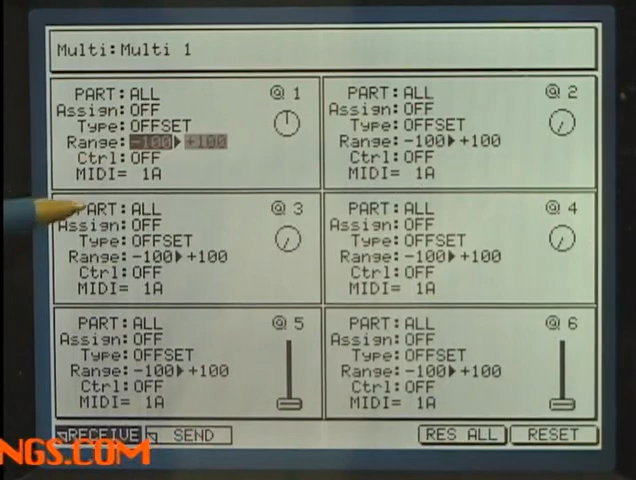 Multi:Multi 1
PART:ALL
@ 1
Assign:OFF
Type:OFFSET
Range:-100▶+100
Ctrl:OFF
MIDI= 1A
PART:ALL
@ 2
Assign:OFF
Type:OFFSET
Range:-100▶+100
Ctrl:OFF
MIDI= 1A
PART:ALL
@ 3
Assign:OFF
Type:OFFSET
Range:-100▶+100
Ctrl:OFF
MIDI= 1A
PART:ALL
@ 4
Assign:OFF
Type:OFFSET
Range:-100▶+100
Ctrl:OFF
MIDI= 1A
PART:ALL
@ 5
Assign:OFF
Type:OFFSET
Range:-100▶+100
Ctrl:OFF
MIDI= 1A
PART:ALL
@ 6
Assign:OFF
Type:OFFSET
Range:-100▶+100
Ctrl:OFF
MIDI= 1A
RECEIVE SEND RES ALL RESET
NGS.COM